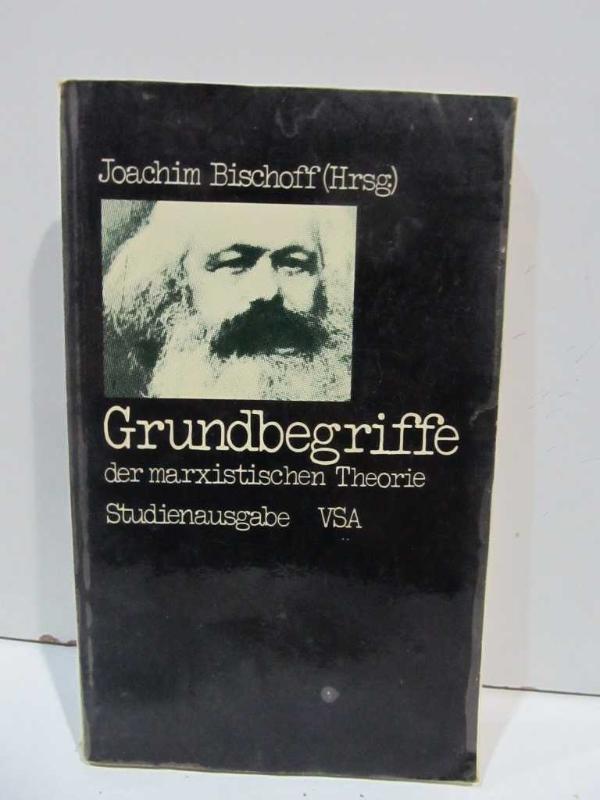 Joachim Bischoff (Hrsg.)
Grundbegriffe
der marxistischen Theorie
Studienausgabe VSA